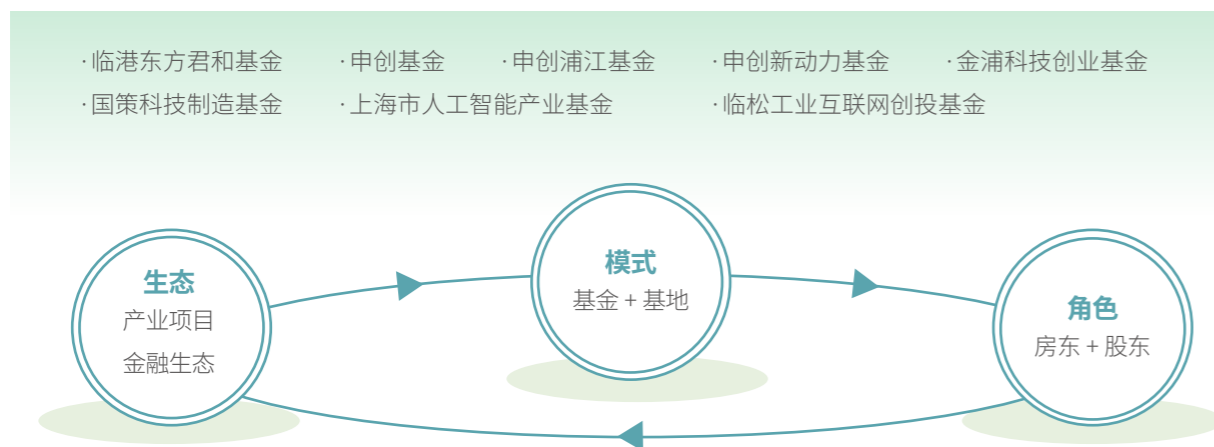 ·临港东方君和基金 ·申创基金 ·申创浦江基金 ·申创新动力基金 ·金浦科技创业基金
·国策科技制造基金 ·上海市人工智能产业基金 ·临松工业互联网创投基金
生态
产业项目
金融生态
模式
基金 + 基地
角色
房东 + 股东